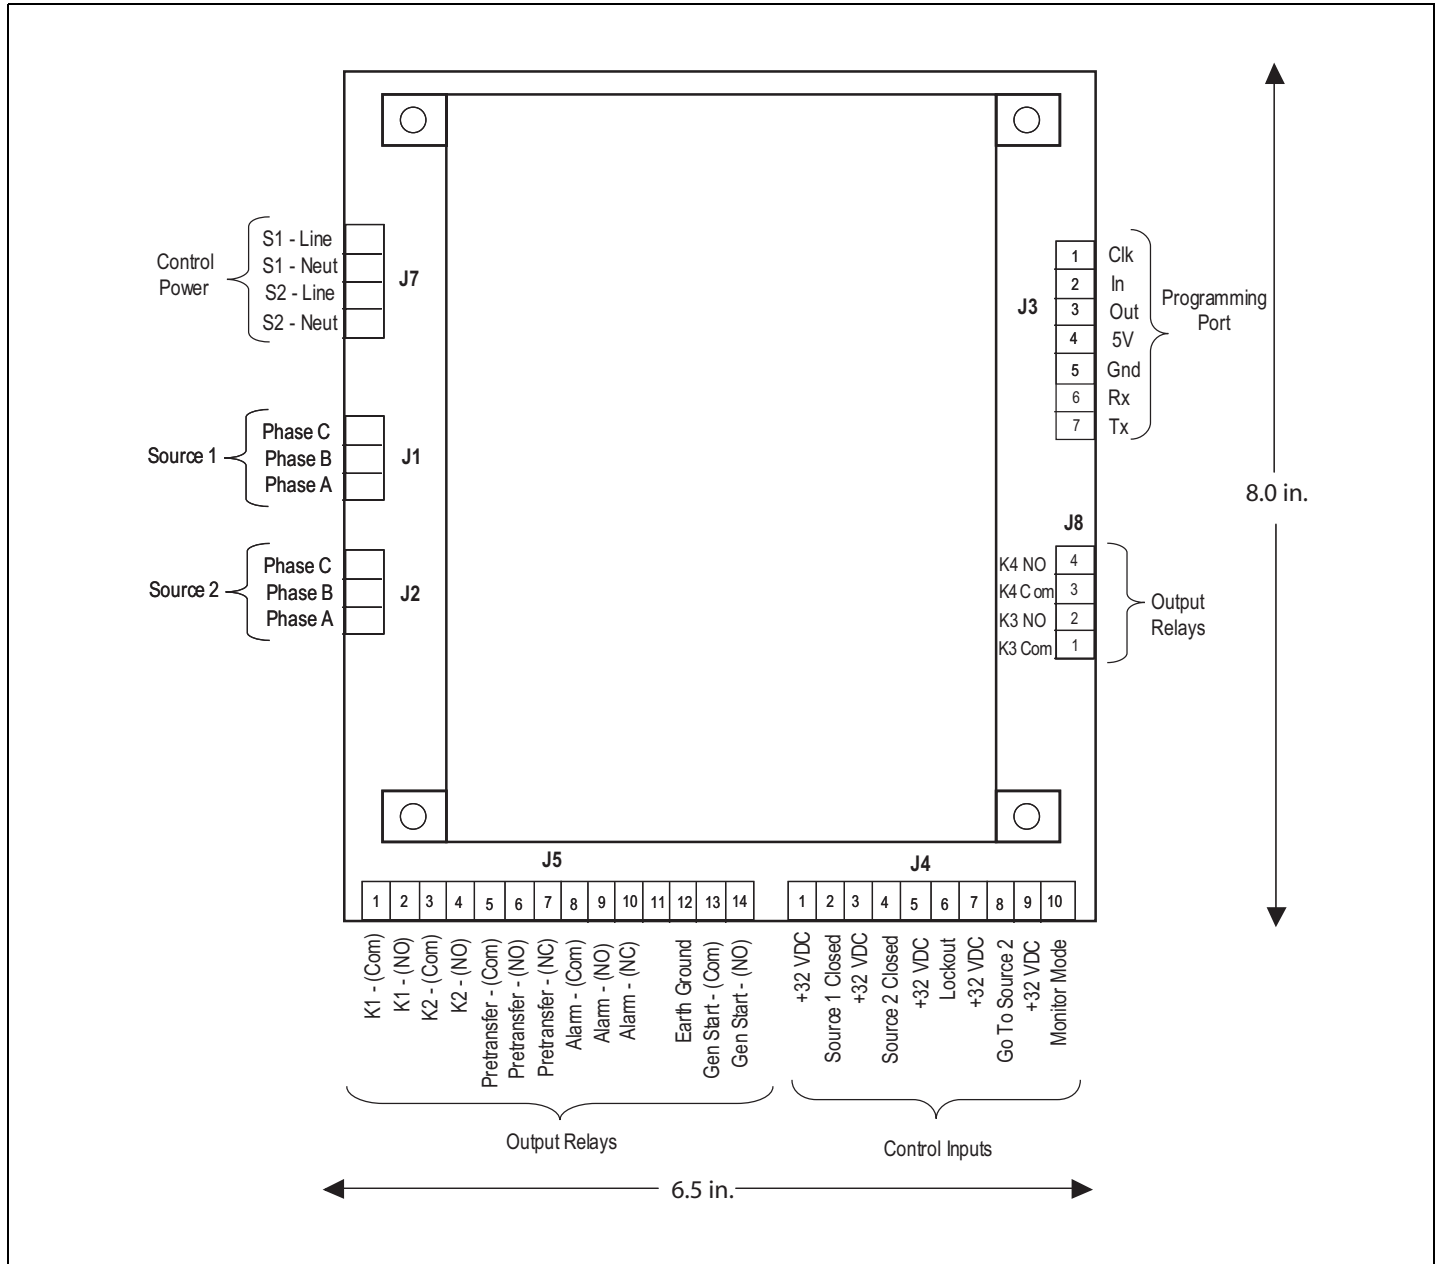 Control
Power
S1 - Line
S1 - Neut
S2 - Line
S2 - Neut
J7
Source 1
Phase C
Phase B
Phase A
J1
Source 2
Phase C
Phase B
Phase A
J2
J3
1 Clk
2 In
3 Out
4 5V
5 Gnd
6 Rx
7 Tx
Programming
Port
8.0 in.
J8
K4 NO 4
K4 C om 3
K3 NO 2
K3 Com 1
Output
Relays
J5
1 2 3 4 5 6 7 8 9 10 11 12 13 14
K1 - (Com)
K1 - (NO)
K2 - (Com)
K2 - (NO)
Pretransfer - (Com)
Pretransfer - (NO)
Pretransfer - (NC)
Alarm - (Com)
Alarm - (NO)
Alarm - (NC)
Earth Ground
Gen Start - (Com)
Gen Start - (NO)
Output Relays
J4
1 2 3 4 5 6 7 8 9 10
+32 VDC
Source 1 Closed
+32 VDC
Source 2 Closed
+32 VDC
Lockout
+32 VDC
Go To Source 2
+32 VDC
Monitor Mode
Control Inputs
6.5 in.